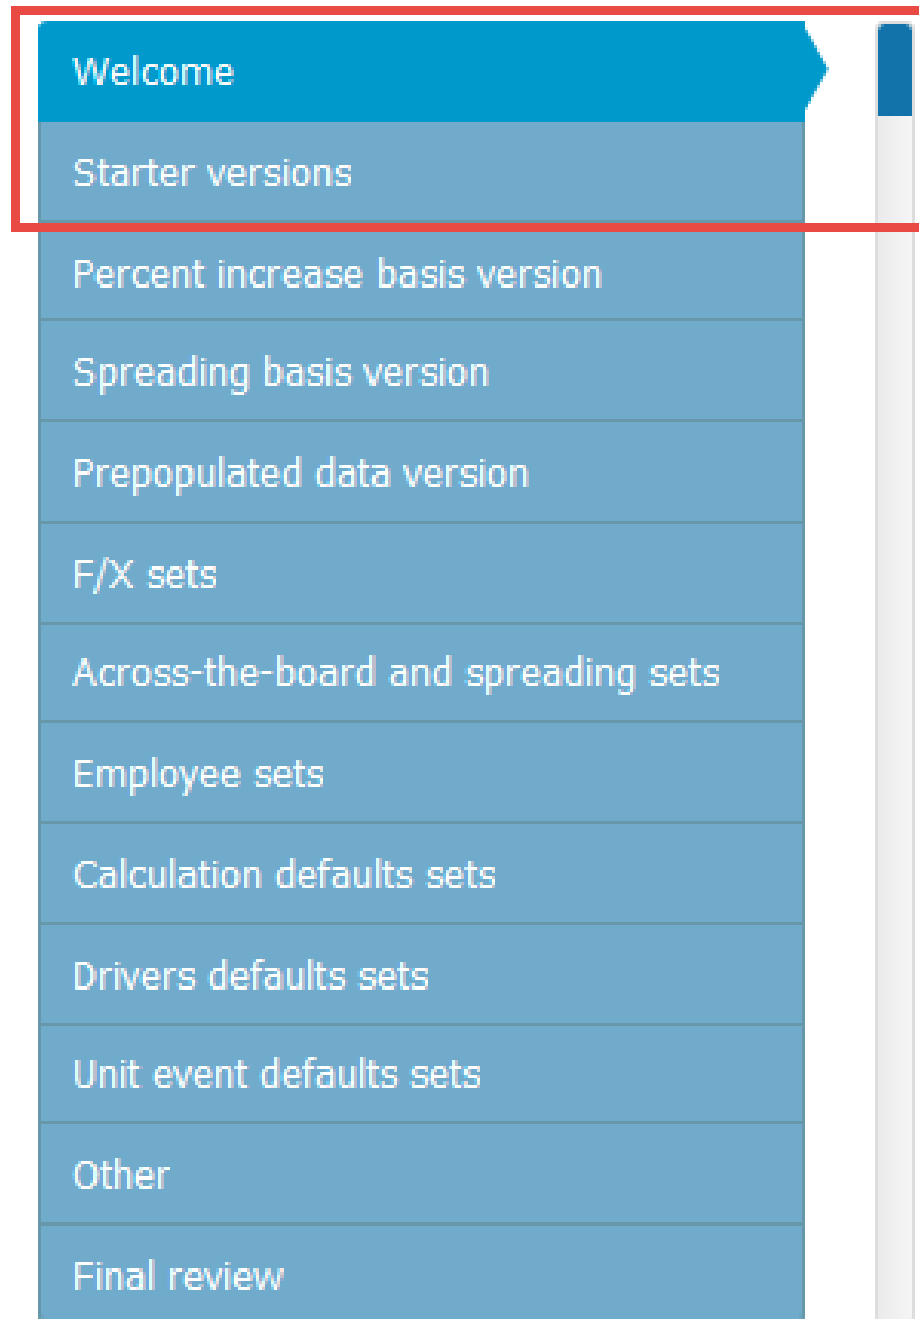 Welcome
Starter versions
Percent increase basis version
Spreading basis version
Prepopulated data version
F/X sets
Across-the-board and spreading sets
Employee sets
Calculation defaults sets
Drivers defaults sets
Unit event defaults sets
Other
Final review